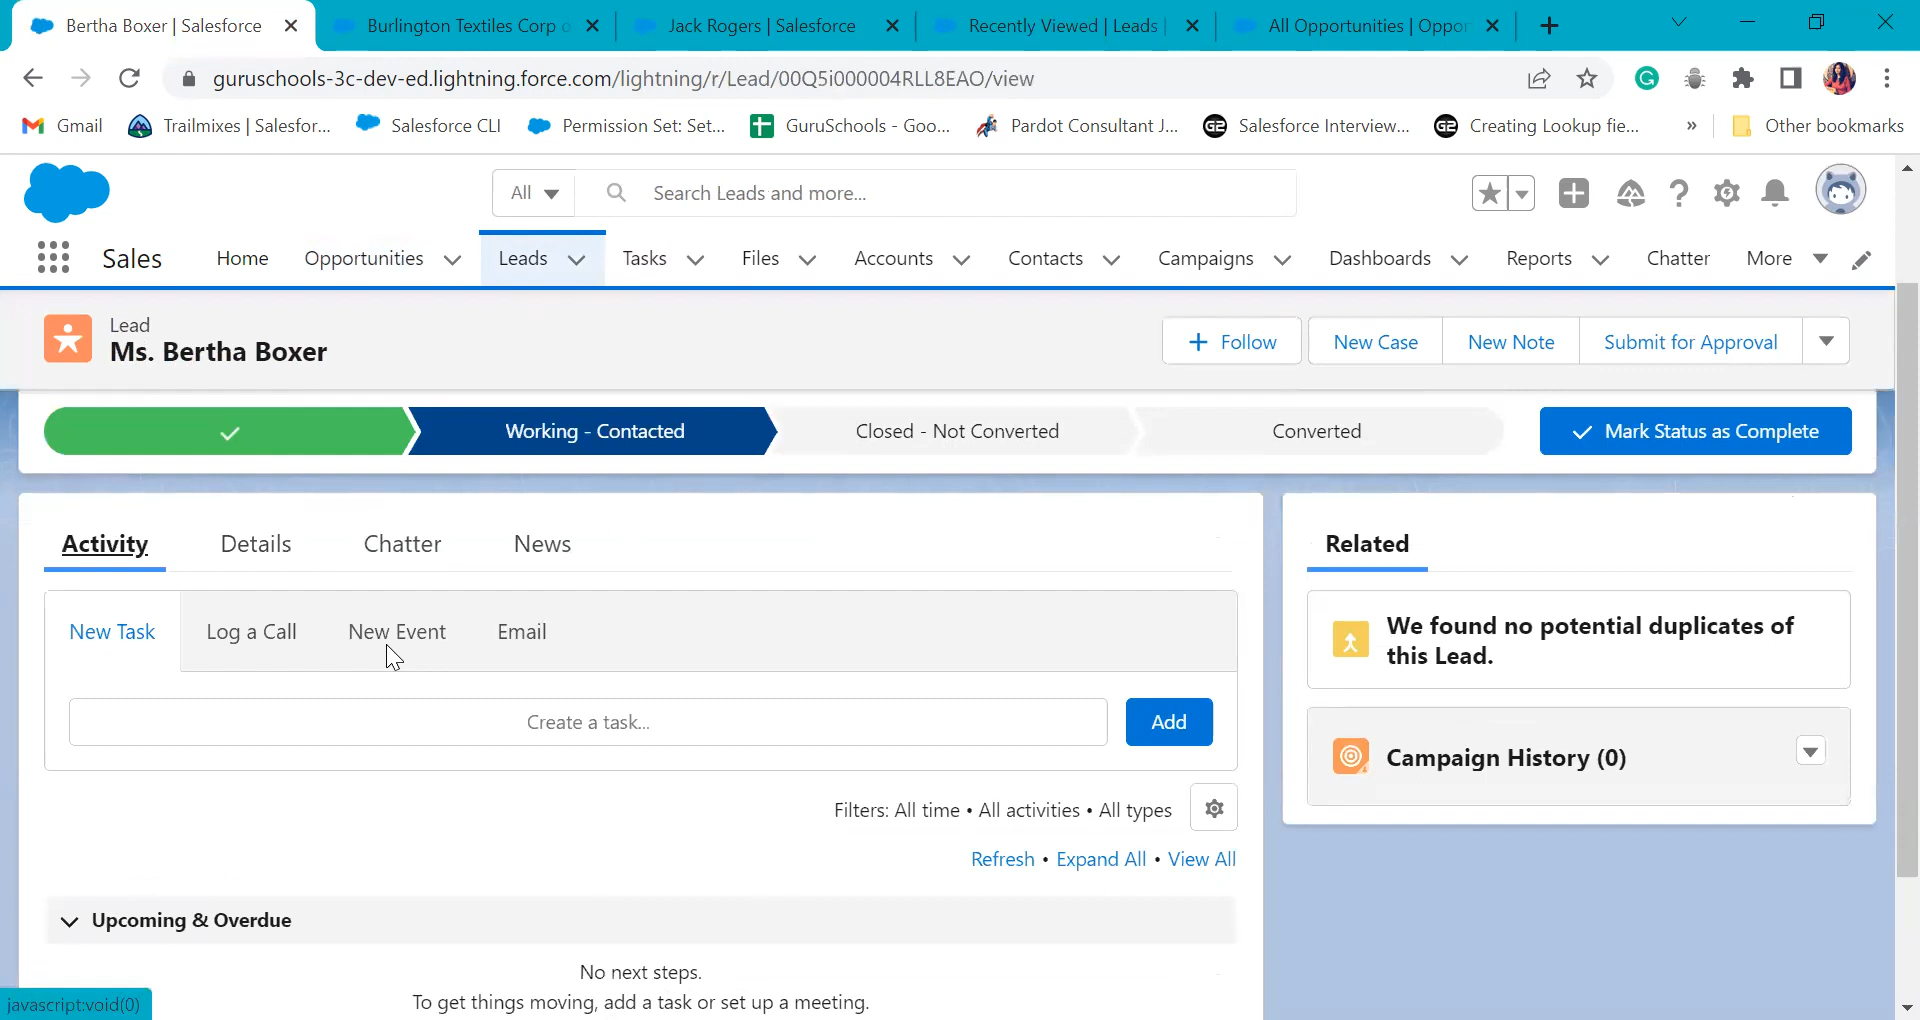 Bertha Boxer | Salesforce
Burlington Textiles Corp o
Jack Rogers | Salesforce
Recently Viewed | Leads |
All Opportunities | Oppor
guruschools-3c-dev-ed.lightning.force.com/lightning/r/Lead/00Q5i000004RLL8EAO/view
Gmail
Trailmixes | Salesfor...
Salesforce CLI
Permission Set: Set...
GuruSchools - Goo...
Pardot Consultant J...
Salesforce Interview...
Creating Lookup fie...
»
Other bookmarks
All
Search Leads and more...
Sales
Home
Opportunities
Leads
Tasks
Files
Accounts
Contacts
Campaigns
Dashboards
Reports
Chatter
More
Lead
Ms. Bertha Boxer
+ Follow
New Case
New Note
Submit for Approval
Working - Contacted
Closed - Not Converted
Converted
Mark Status as Complete
Activity
Details
Chatter
News
Related
New Task
Log a Call
New Event
Email
We found no potential duplicates of
this Lead.
Create a task...
Add
Campaign History (0)
Filters: All time • All activities • All types
Refresh • Expand All • View All
Upcoming & Overdue
No next steps.
To get things moving, add a task or set up a meeting.
javascript:void(0)